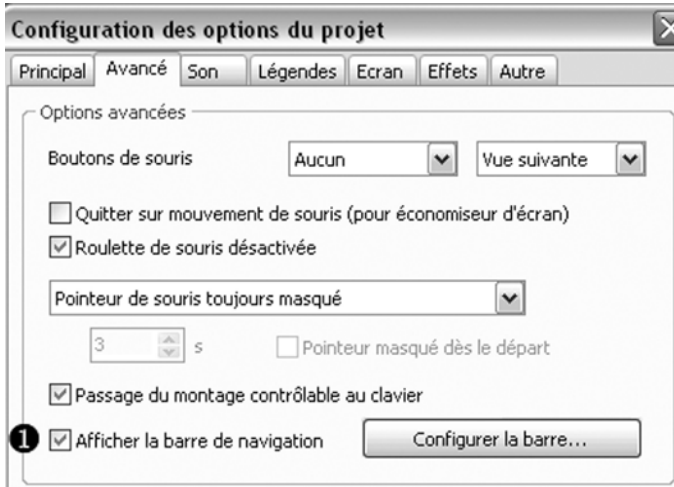 Configuration des options du projet
Principal Avancé Son Légendes Ecran Effets Autre
Options avancées
Boutons de souris Aucun Vue suivante
Quitter sur mouvement de souris (pour économiseur d'écran)
Roulette de souris désactivée
Pointeur de souris toujours masqué
3 s Pointeur masqué dès le départ
Passage du montage contrôlable au clavier
1 Afficher la barre de navigation Configurer la barre...